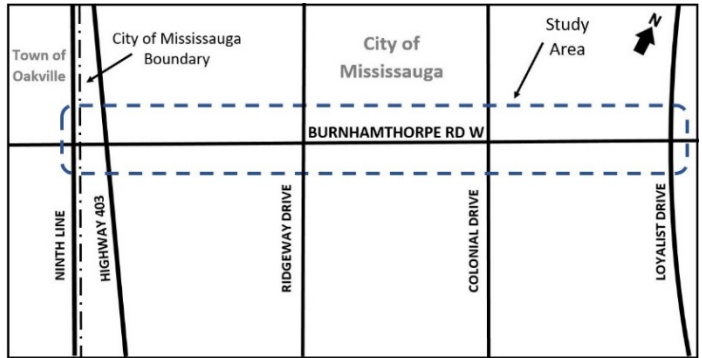 Town of
Oakville
City of Mississauga
Boundary
City of
Mississauga
Study
Area
N
BURNHAMTHORPE RD W
NINTH LINE
HIGHWAY 403
RIDGEWAY DRIVE
COLONIAL DRIVE
LOYALIST DRIVE